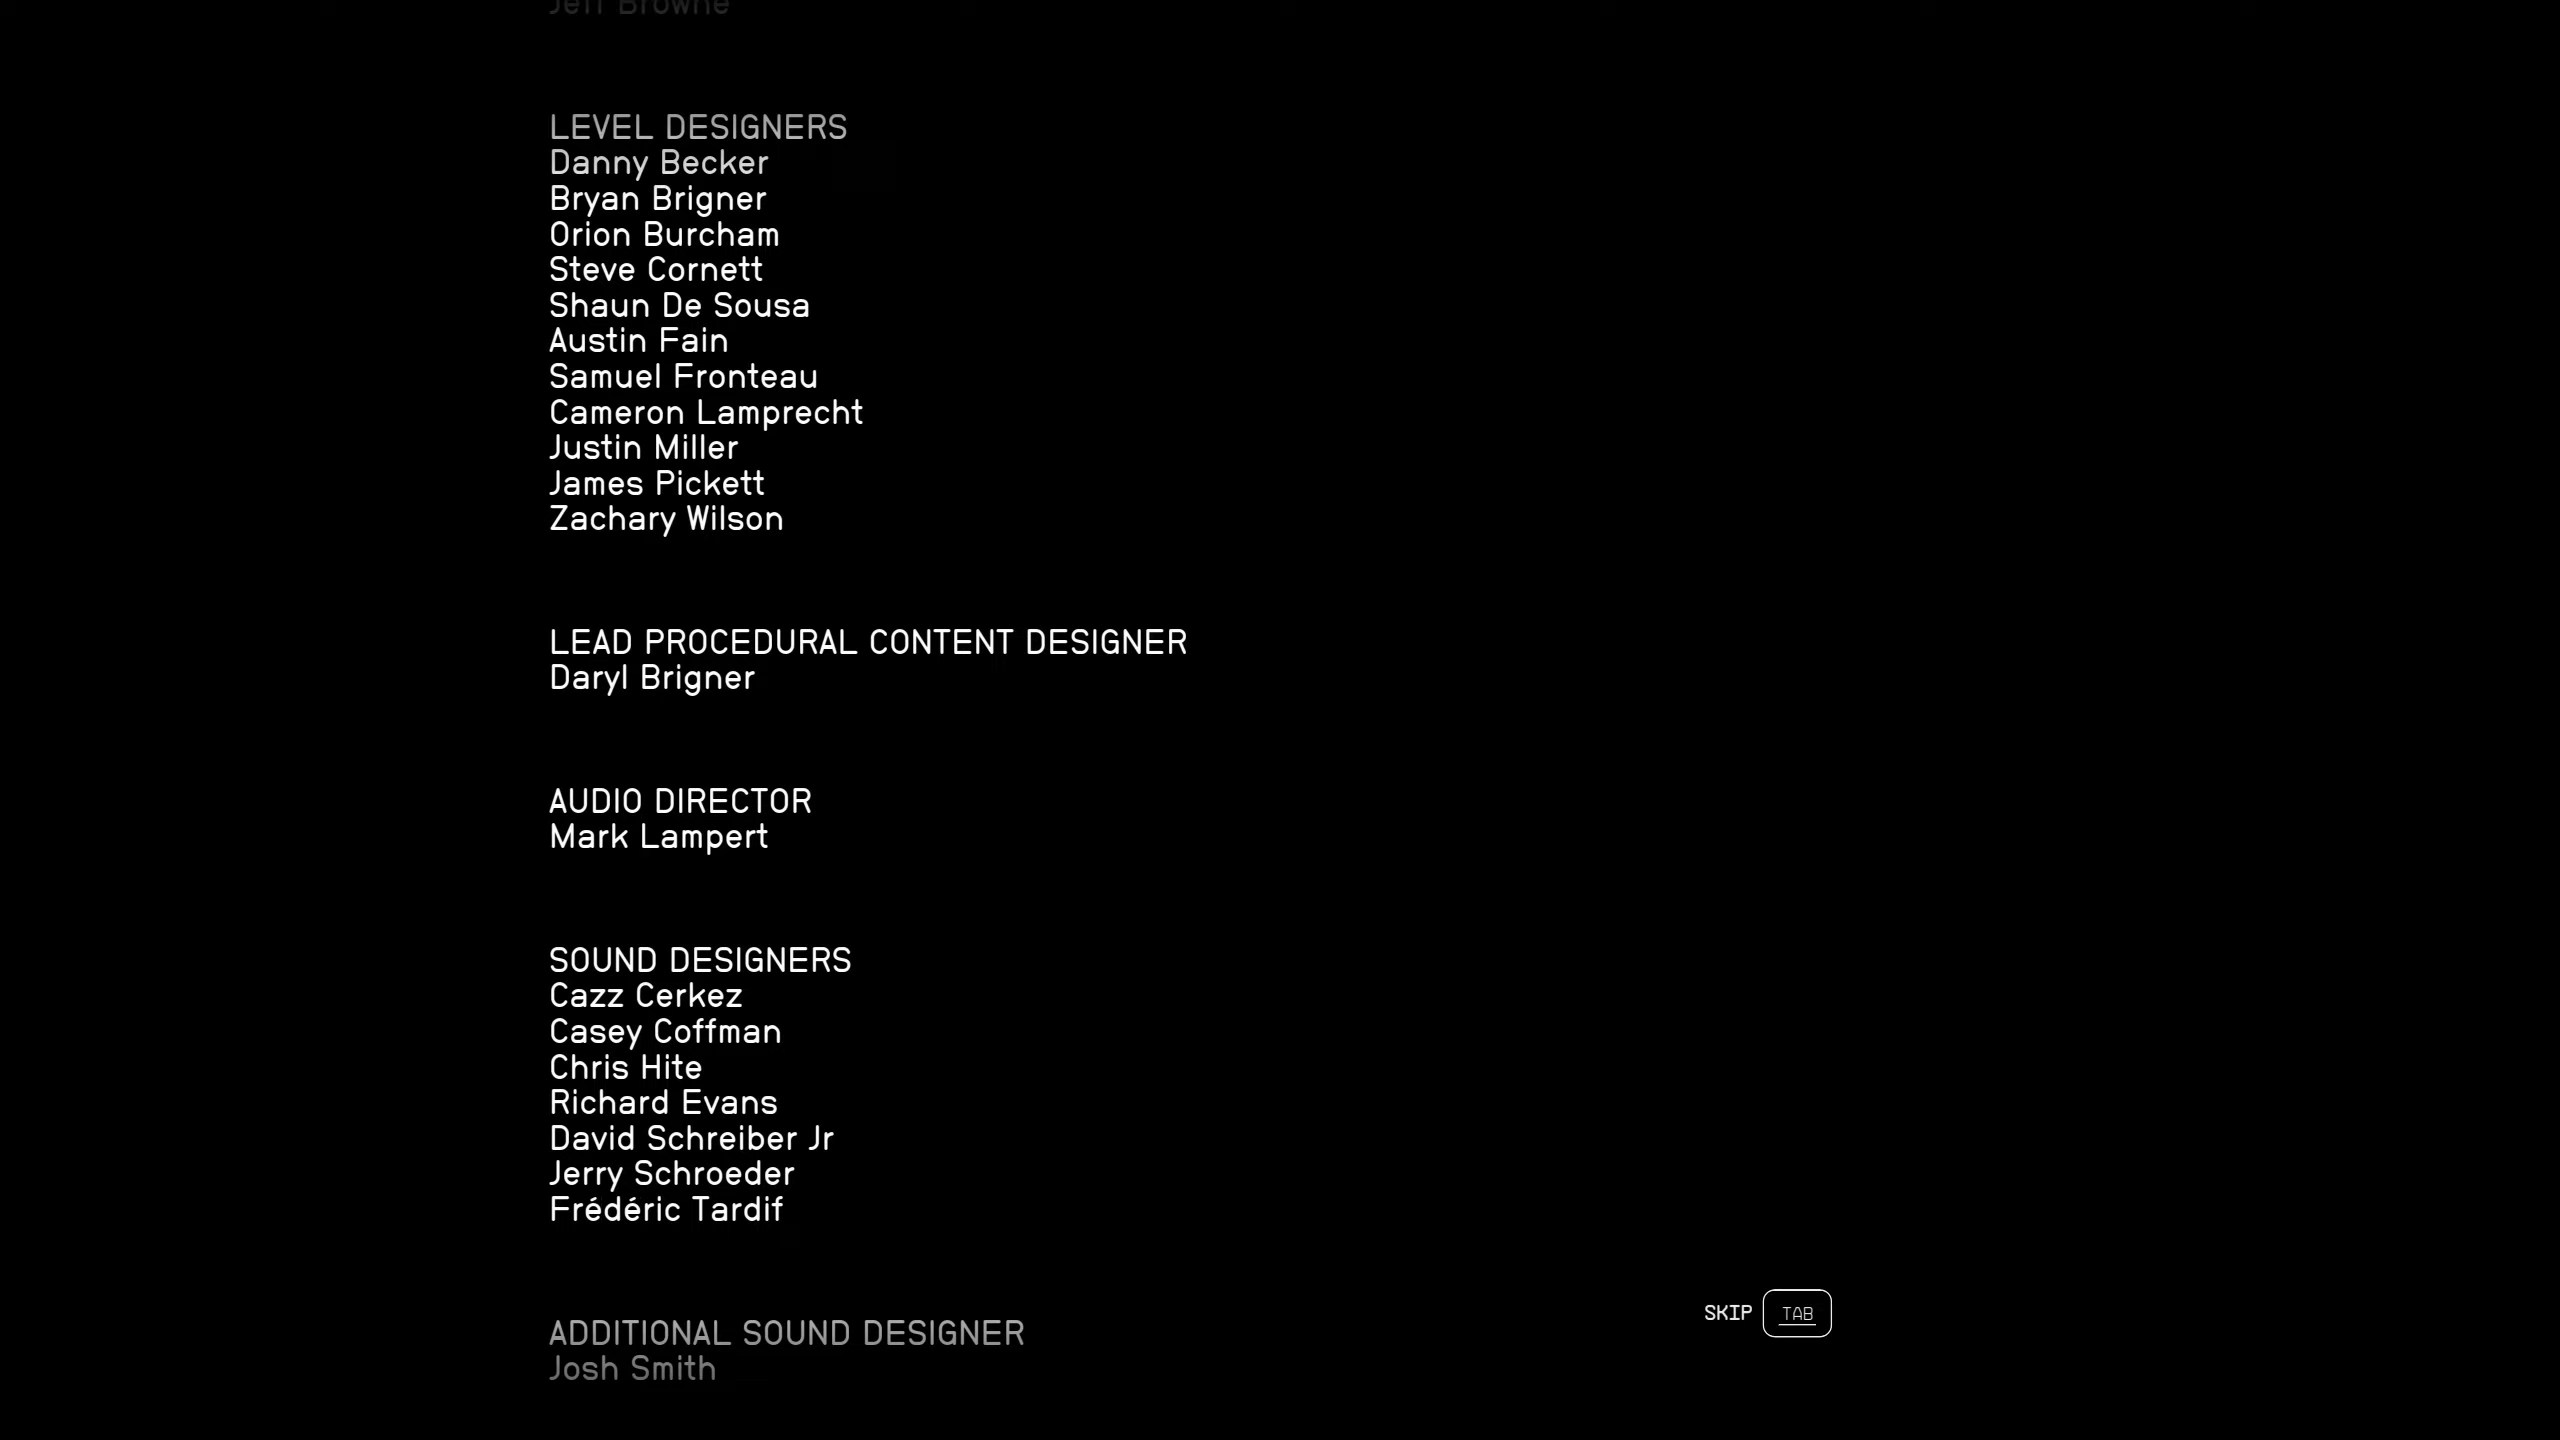 Jeff Browne
LEVEL DESIGNERS
Danny Becker
Bryan Brigner
Orion Burcham
Steve Cornett
Shaun De Sousa
Austin Fain
Samuel Fronteau
Cameron Lamprecht
Justin Miller
James Pickett
Zachary Wilson
LEAD PROCEDURAL CONTENT DESIGNER
Daryl Brigner
AUDIO DIRECTOR
Mark Lampert
SOUND DESIGNERS
Cazz Cerkez
Casey Coffman
Chris Hite
Richard Evans
David Schreiber Jr
Jerry Schroeder
Frédéric Tardif
ADDITIONAL SOUND DESIGNER
Josh Smith
SKIP TAB